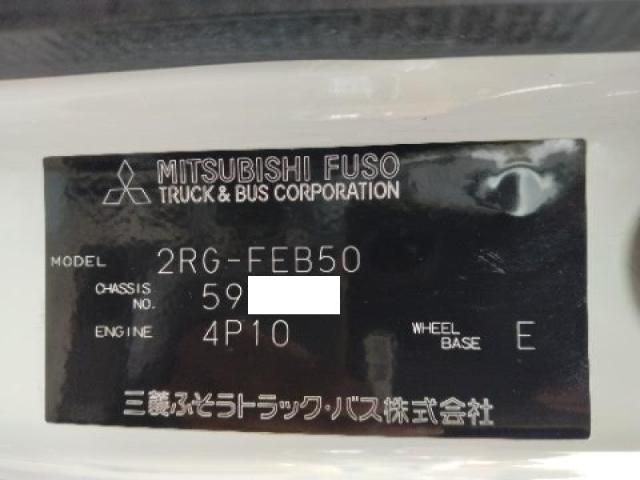 MITSUBISHI FUSO
TRUCK & BUS CORPORATION
MODEL 2RG-FEB50
CHASSIS NO. 59
ENGINE 4P10 WHEEL BASE E
三菱ふそうトラック・バス株式会社